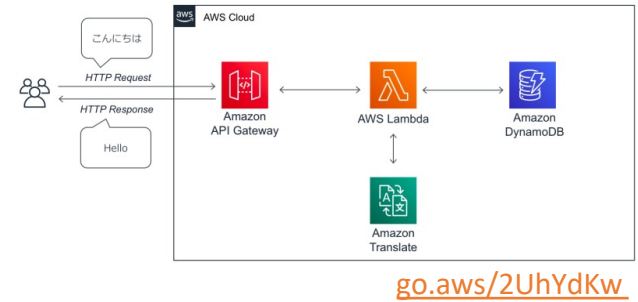 aws
AWS Cloud
こんにちは
HTTP Request
HTTP Response
Hello
Amazon
API Gateway
AWS Lambda
Amazon
DynamoDB
Amazon
Translate
go.aws/2UhYdKw